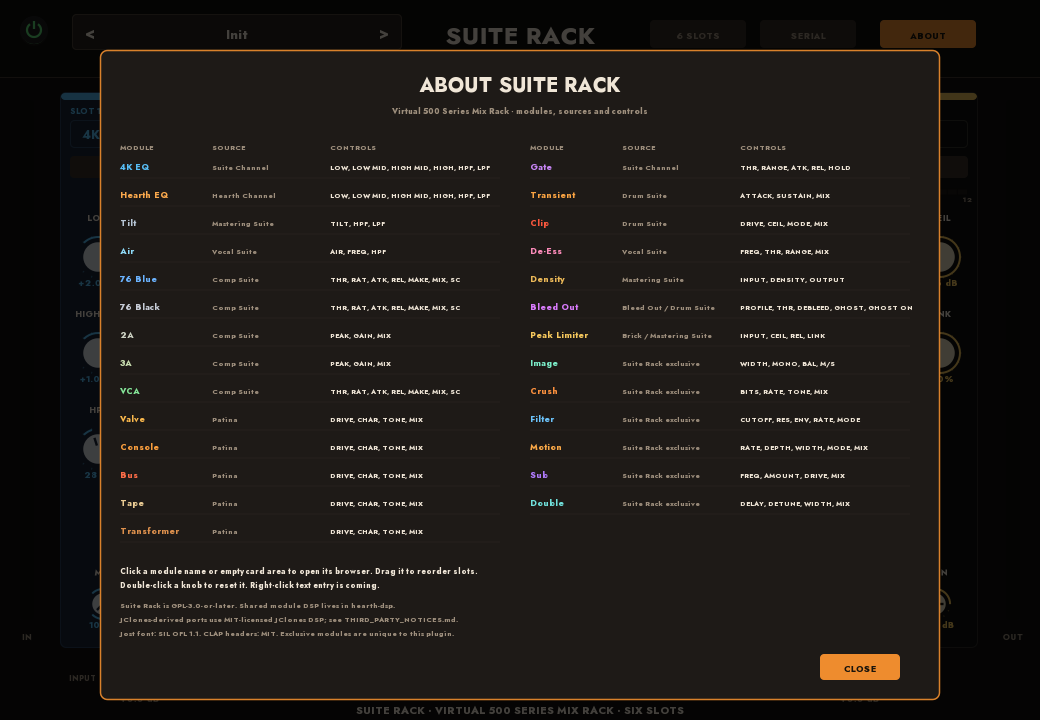 < Init >
SUITE RACK
6 SLOTS
SERIAL
ABOUT
ABOUT SUITE RACK
Virtual 500 Series Mix Rack · modules, sources and controls
MODULE SOURCE CONTROLS
4K EQ Suite Channel LOW, LOW MID, HIGH MID, HIGH, HPF, LPF
Hearth EQ Hearth Channel LOW, LOW MID, HIGH MID, HIGH, HPF, LPF
Tilt Mastering Suite TILT, HPF, LPF
Air Vocal Suite AIR, FREQ, HPF
76 Blue Comp Suite THR, RAT, ATK, REL, MAKE, MIX, SC
76 Black Comp Suite THR, RAT, ATK, REL, MAKE, MIX, SC
2A Comp Suite PEAK, GAIN, MIX
3A Comp Suite PEAK, GAIN, MIX
VCA Comp Suite THR, RAT, ATK, REL, MAKE, MIX, SC
Valve Patina DRIVE, CHAR, TONE, MIX
Console Patina DRIVE, CHAR, TONE, MIX
Bus Patina DRIVE, CHAR, TONE, MIX
Tape Patina DRIVE, CHAR, TONE, MIX
Transformer Patina DRIVE, CHAR, TONE, MIX
MODULE SOURCE CONTROLS
Gate Suite Channel THR, RANGE, ATK, REL, HOLD
Transient Drum Suite ATTACK, SUSTAIN, MIX
Clip Drum Suite DRIVE, CEIL, MODE, MIX
De-Ess Vocal Suite FREQ, THR, RANGE, MIX
Density Mastering Suite INPUT, DENSITY, OUTPUT
Bleed Out Bleed Out / Drum Suite PROFILE, THR, DEBLEED, GHOST, GHOST ON
Peak Limiter Brick / Mastering Suite INPUT, CEIL, REL, LINK
Image Suite Rack exclusive WIDTH, MONO, BAL, M/S
Crush Suite Rack exclusive BITS, RATE, TONE, MIX
Filter Suite Rack exclusive CUTOFF, RES, ENV, RATE, MODE
Motion Suite Rack exclusive RATE, DEPTH, WIDTH, MODE, MIX
Sub Suite Rack exclusive FREQ, AMOUNT, DRIVE, MIX
Double Suite Rack exclusive DELAY, DETUNE, WIDTH, MIX
Click a module name or empty card area to open its browser. Drag it to reorder slots.
Double-click a knob to reset it. Right-click text entry is coming.
Suite Rack is GPL-3.0-or-later. Shared module DSP lives in hearth-dsp.
JClones-derived ports use MIT-licensed JClones DSP; see THIRD_PARTY_NOTICES.md.
Jost font: SIL OFL 1.1. CLAP headers: MIT. Exclusive modules are unique to this plugin.
CLOSE
SLOT
4K
12
HIGH
dB
IN
OUT
INPUT
dB
SUITE RACK · VIRTUAL 500 SERIES MIX RACK · SIX SLOTS